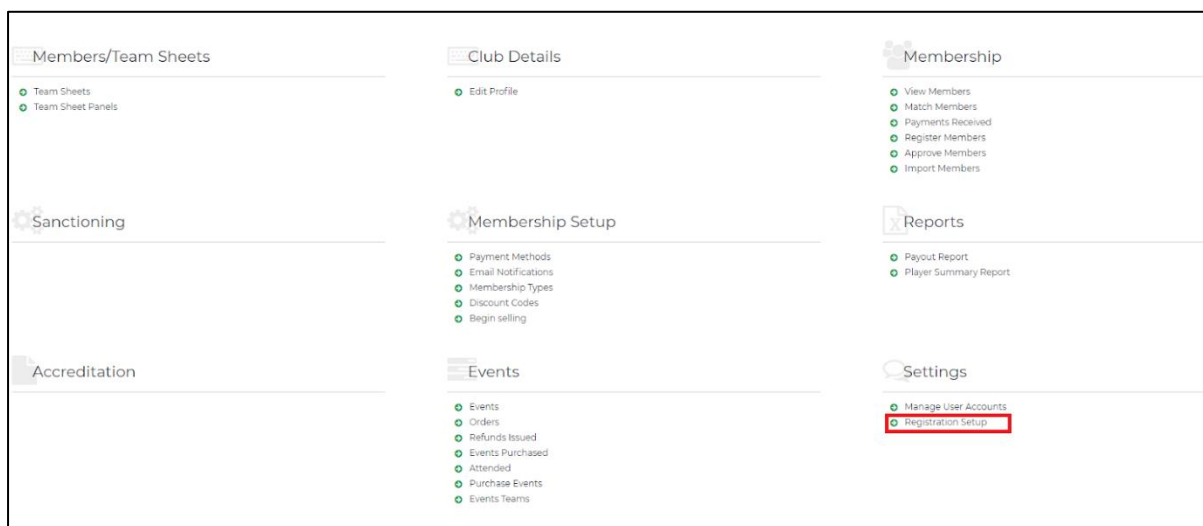 Members/Team Sheets
Team Sheets
Team Sheet Panels
Club Details
Edit Profile
Membership
View Members
Match Members
Payments Received
Register Members
Approve Members
Import Members
Sanctioning
Membership Setup
Payment Methods
Email Notifications
Membership Types
Discount Codes
Begin selling
Reports
Payout Report
Player Summary Report
Accreditation
Events
Events
Orders
Refunds Issued
Events Purchased
Attended
Purchase Events
Events Teams
Settings
Manage User Accounts
Registration Setup